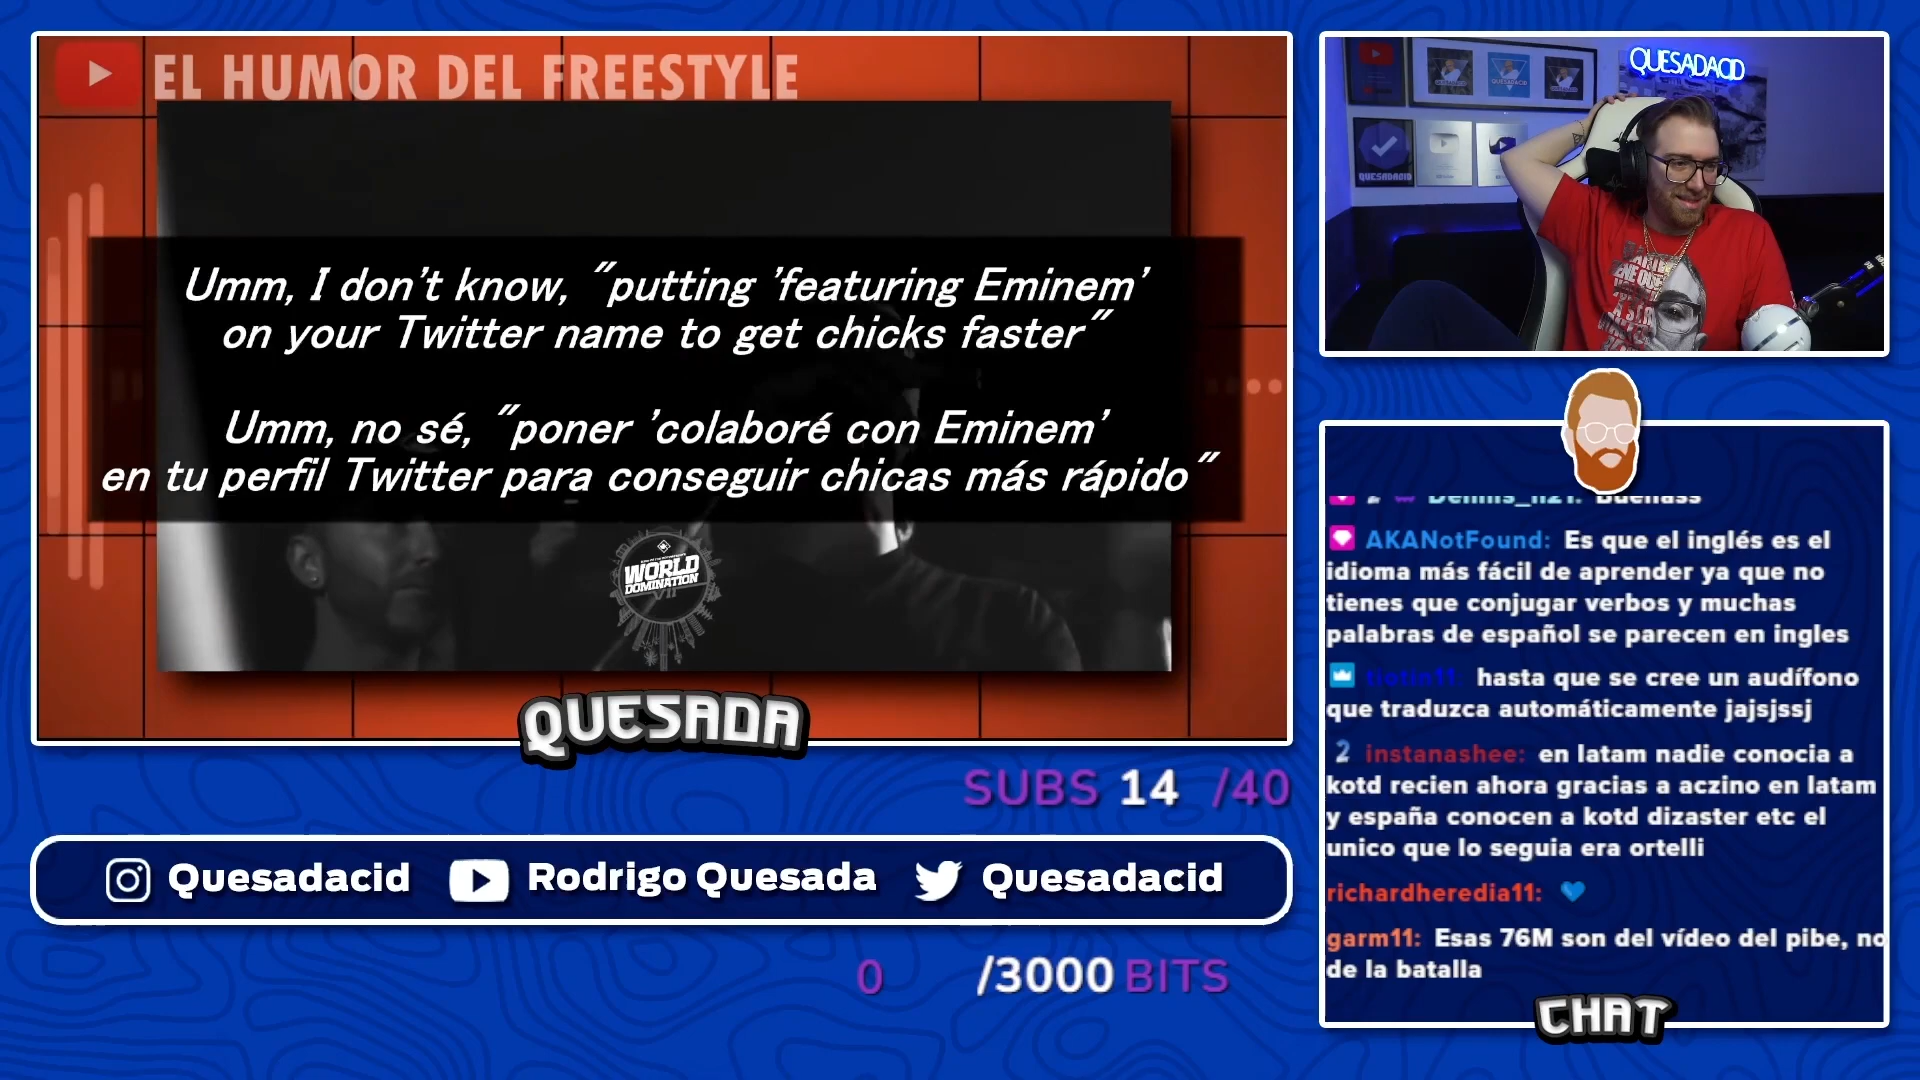 EL HUMOR DEL FREESTYLE
Umm, I don't know, "putting 'featuring Eminem'
on your Twitter name to get chicks faster"
Umm, no sé, "poner 'colaboré con Eminem'
en tu perfil Twitter para conseguir chicas más rápido"
WORLD
DOMINATION
VII
QUESADA
SUBS 14 /40
Quesadacid Rodrigo Quesada Quesadacid
0 /3000 BITS
QUESADACID
QUESADACID
QUESADACID
Buenass
AKANotFound: Es que el inglés es el
idioma más fácil de aprender ya que no
tienes que conjugar verbos y muchas
palabras de español se parecen en ingles
tiotin11: hasta que se cree un audífono
que traduzca automáticamente jajsjssj
2 instanashee: en latam nadie conocia a
kotd recien ahora gracias a aczino en latam
y españa conocen a kotd dizaster etc el
unico que lo seguia era ortelli
richardheredia11:
garm11: Esas 76M son del vídeo del pibe, no
de la batalla
CHAT